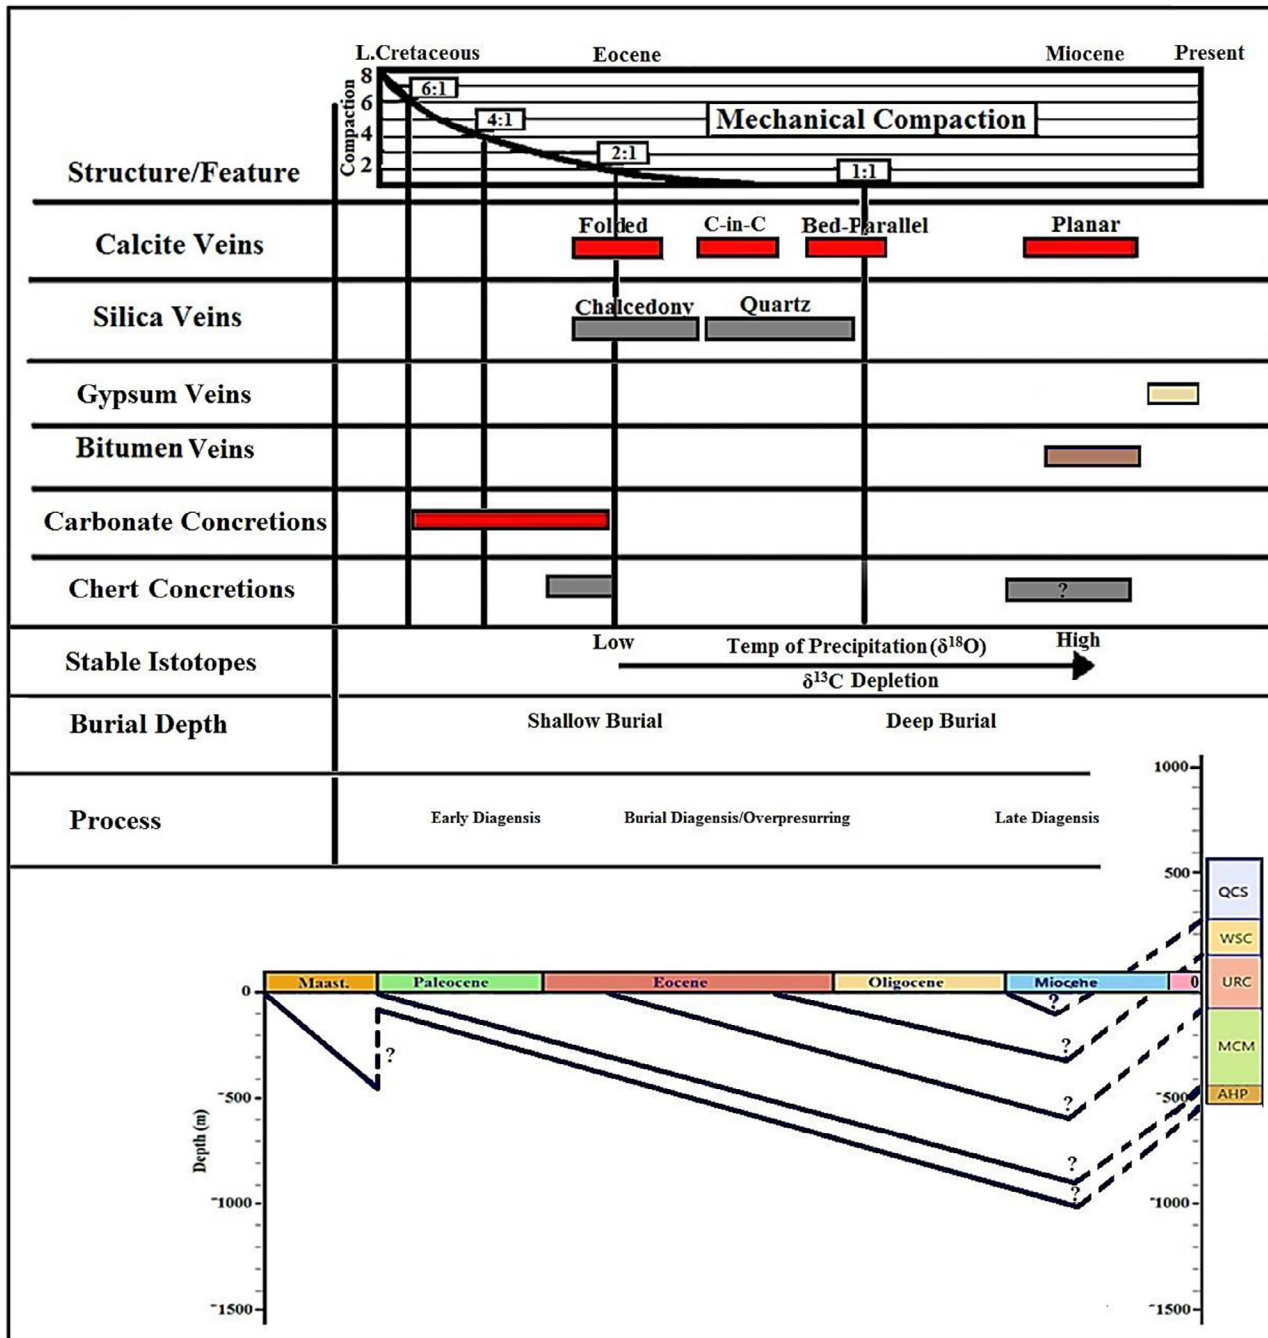 L.Cretaceous Eocene Miocene Present
8
6
4
2
Compaction
6:1
4:1
2:1
1:1
Mechanical Compaction
Structure/Feature
Calcite Veins
Folded C-in-C Bed-Parallel Planar
Silica Veins
Chalcedony Quartz
Gypsum Veins
Bitumen Veins
Carbonate Concretions
Chert Concretions
?
Stable Istotopes
Low Temp of Precipitation (δ¹⁸O) High
δ¹³C Depletion
Burial Depth
Shallow Burial Deep Burial
Process
Early Diagensis Burial Diagensis/Overpresurring Late Diagensis
1000
500
0
-500
-1000
QCS
WSC
URC
MCM
AHP
Maast. Paleocene Eocene Oligocene Miocene
0
-500
-1000
-1500
Depth (m)
?
?
?
?
?
?
-1500